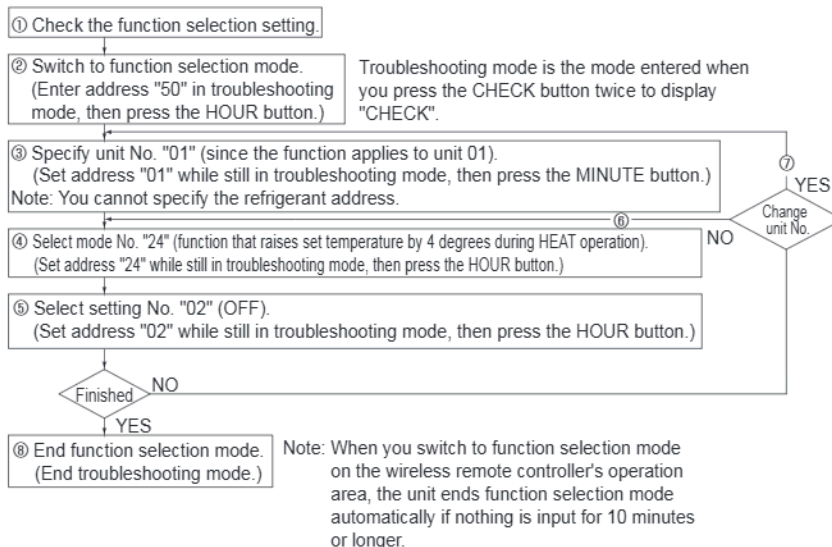 ① Check the function selection setting.
② Switch to function selection mode.
(Enter address "50" in troubleshooting
mode, then press the HOUR button.)
Troubleshooting mode is the mode entered when
you press the CHECK button twice to display
"CHECK".
③ Specify unit No. "01" (since the function applies to unit 01).
(Set address "01" while still in troubleshooting mode, then press the MINUTE button.)
Note: You cannot specify the refrigerant address.
⑦
YES
Change
unit No.
⑥
NO
④ Select mode No. "24" (function that raises set temperature by 4 degrees during HEAT operation).
(Set address "24" while still in troubleshooting mode, then press the HOUR button.)
⑤ Select setting No. "02" (OFF).
(Set address "02" while still in troubleshooting mode, then press the HOUR button.)
Finished
NO
YES
⑧ End function selection mode.
(End troubleshooting mode.)
Note: When you switch to function selection mode
on the wireless remote controller's operation
area, the unit ends function selection mode
automatically if nothing is input for 10 minutes
or longer.